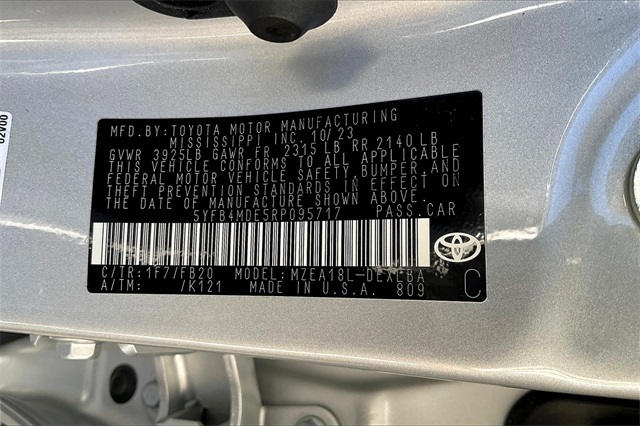 MFD.BY:TOYOTA MOTOR MANUFACTURING
MISSISSIPPI INC. 10/23
GVWR 3925LB GAWR FR 2315 LB RR 2140 LB
THIS VEHICLE CONFORMS TO ALL APPLICABLE
FEDERAL MOTOR VEHICLE SAFETY,BUMPER,AND
THEFT PREVENTION STANDARDS IN EFFECT ON
THE DATE OF MANUFACTURE SHOWN ABOVE.
5YFB4MDE5RP095717 PASS.CAR
C/TR:1F7/FB20 MODEL:MZEA18L-DEXLBA
A/TM: /K121 MADE IN U.S.A. 809 C
02V00